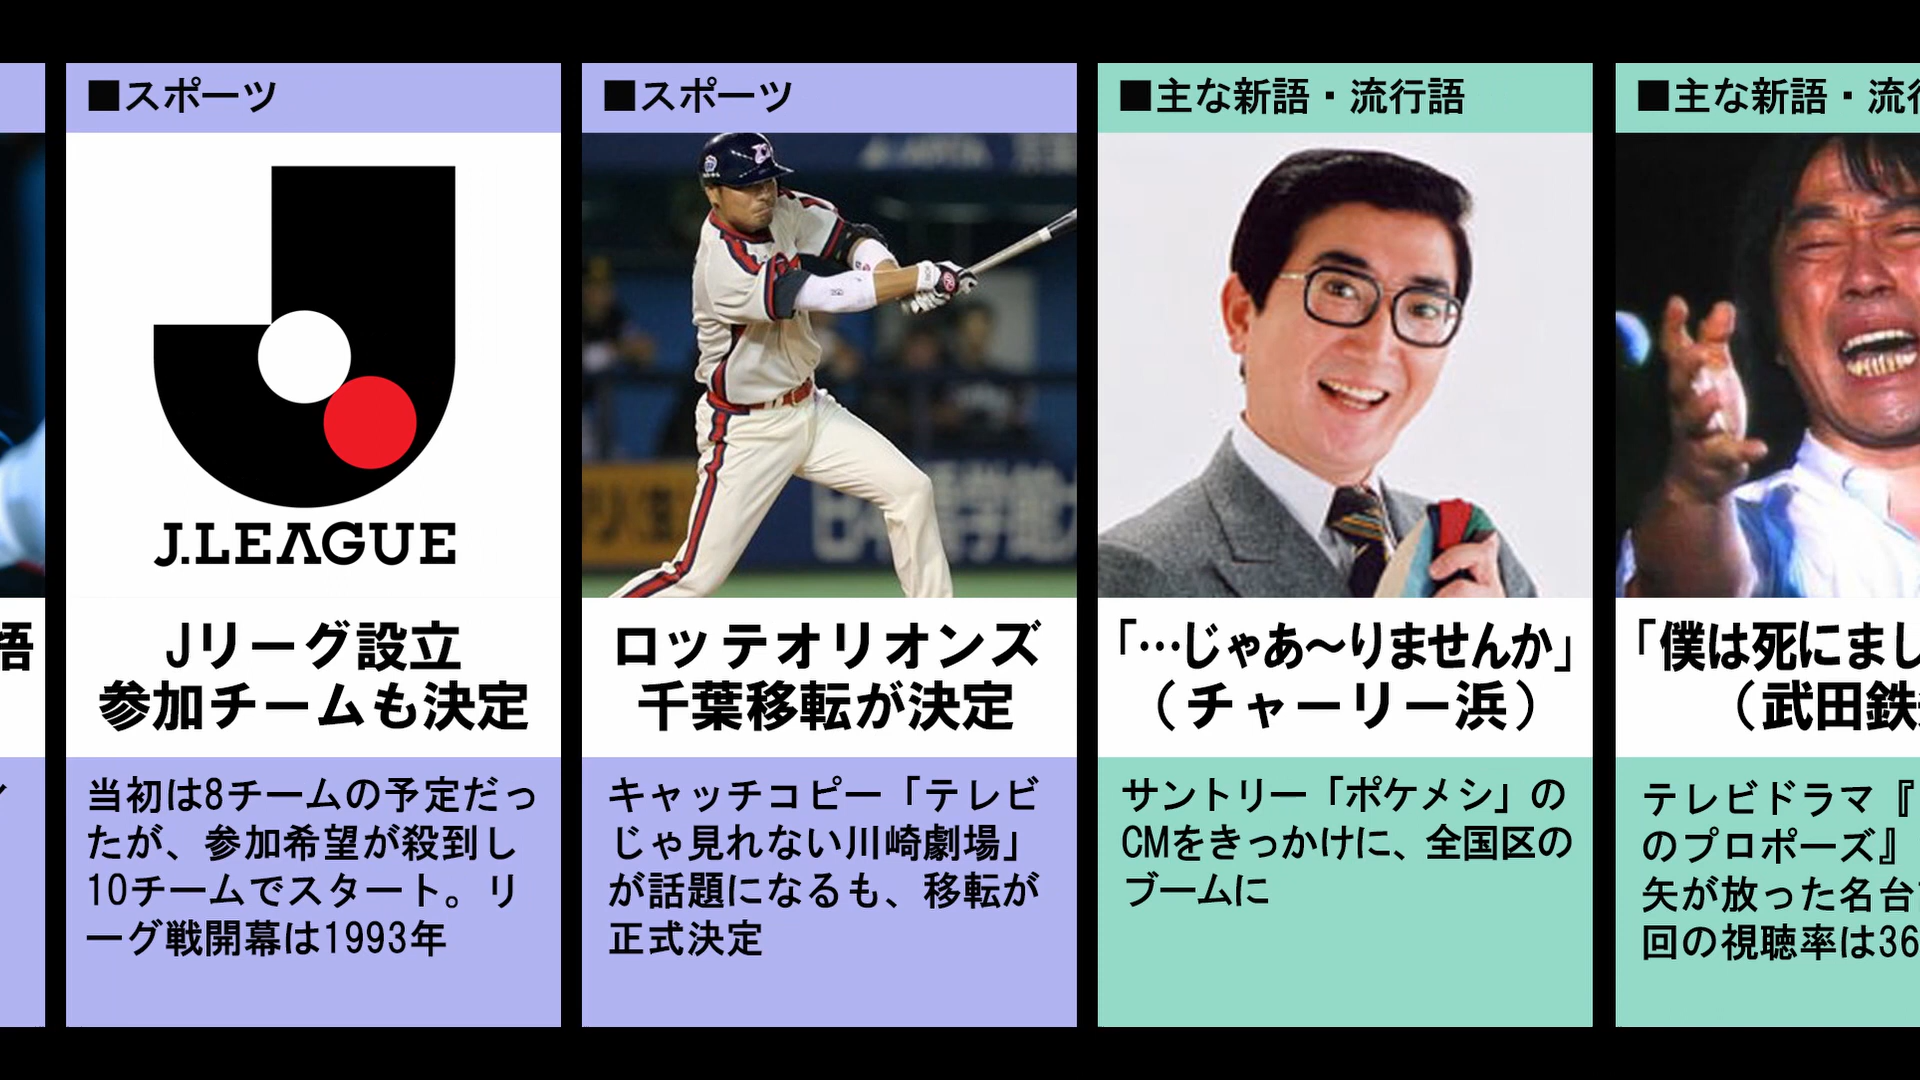 悟
■スポーツ
J.LEAGUE
Jリーグ設立
参加チームも決定
当初は8チームの予定だっ
たが、参加希望が殺到し
10チームでスタート。リ
ーグ戦開幕は1993年
■スポーツ
ロッテオリオンズ
千葉移転が決定
キャッチコピー「テレビ
じゃ見れない川崎劇場」
が話題になるも、移転が
正式決定
■主な新語・流行語
「…じゃあ〜りませんか」
（チャーリー浜）
サントリー「ポケメシ」の
CMをきっかけに、全国区の
ブームに
■主な新語・流行
「僕は死にまし
（武田鉄
テレビドラマ『
のプロポーズ』
矢が放った名台
回の視聴率は36